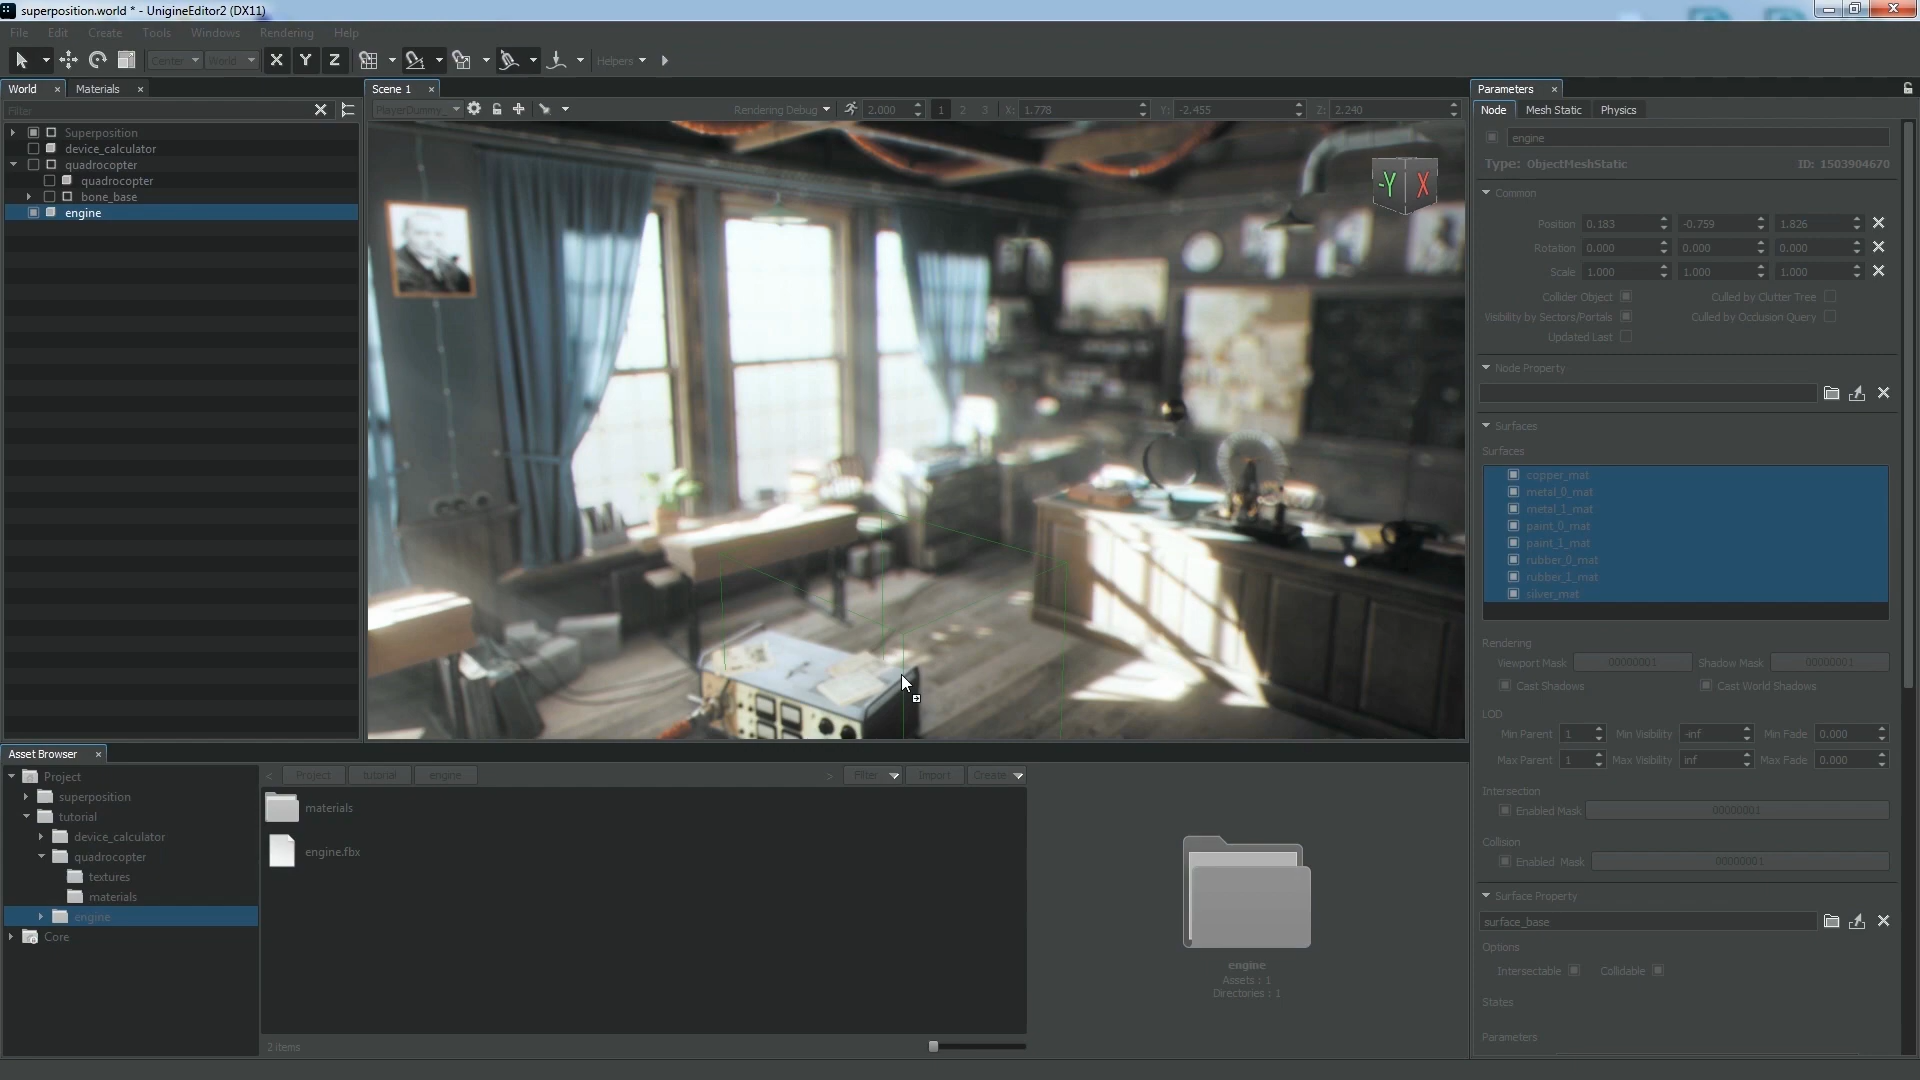 superposition.world * - UnigineEditor2 (DX11)
File Edit Create Tools Windows Rendering Help
Center World X Y Z Helpers
World Materials
Filter
Superposition
device_calculator
quadrocopter
quadrocopter
bone_base
engine
Scene 1
PlayerDummy_ Rendering Debug 2.000 1 2 3 X: 1.778 Y: -2.455 Z: 2.240
-Y X
Parameters
Node Mesh Static Physics
engine
Type: ObjectMeshStatic ID: 1503904670
Common
Position 0.183 -0.759 1.826
Rotation 0.000 0.000 0.000
Scale 1.000 1.000 1.000
Collider Object Culled by Clutter Tree
Visibility by Sectors/Portals Culled by Occlusion Query
Updated Last
Node Property
Surfaces
Surfaces
copper_mat
metal_0_mat
metal_1_mat
paint_0_mat
paint_1_mat
rubber_0_mat
rubber_1_mat
silver_mat
Rendering
Viewport Mask 00000001 Shadow Mask 00000001
Cast Shadows Cast World Shadows
LOD
Min Parent 1 Min Visibility -inf Min Fade 0.000
Max Parent 1 Max Visibility inf Max Fade 0.000
Intersection
Enabled Mask 00000001
Collision
Enabled Mask 00000001
Surface Property
surface_base
Options
Intersectable Collidable
States
Parameters
Asset Browser
Project
superposition
tutorial
device_calculator
quadrocopter
textures
materials
engine
Core
< Project tutorial engine > Filter Import Create
materials
engine.fbx
2 items
engine
Assets : 1
Directories : 1